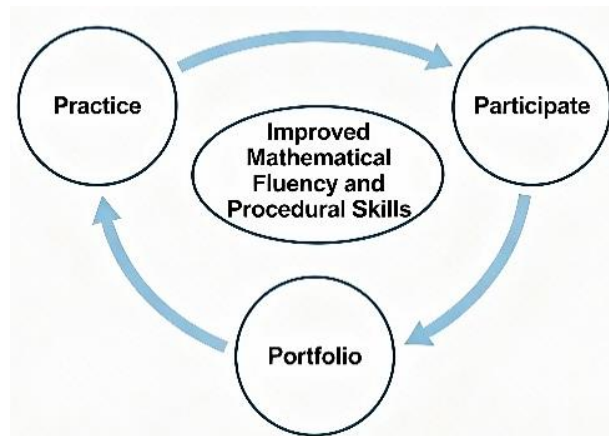 Practice
Participate
Improved
Mathematical
Fluency and
Procedural Skills
Portfolio